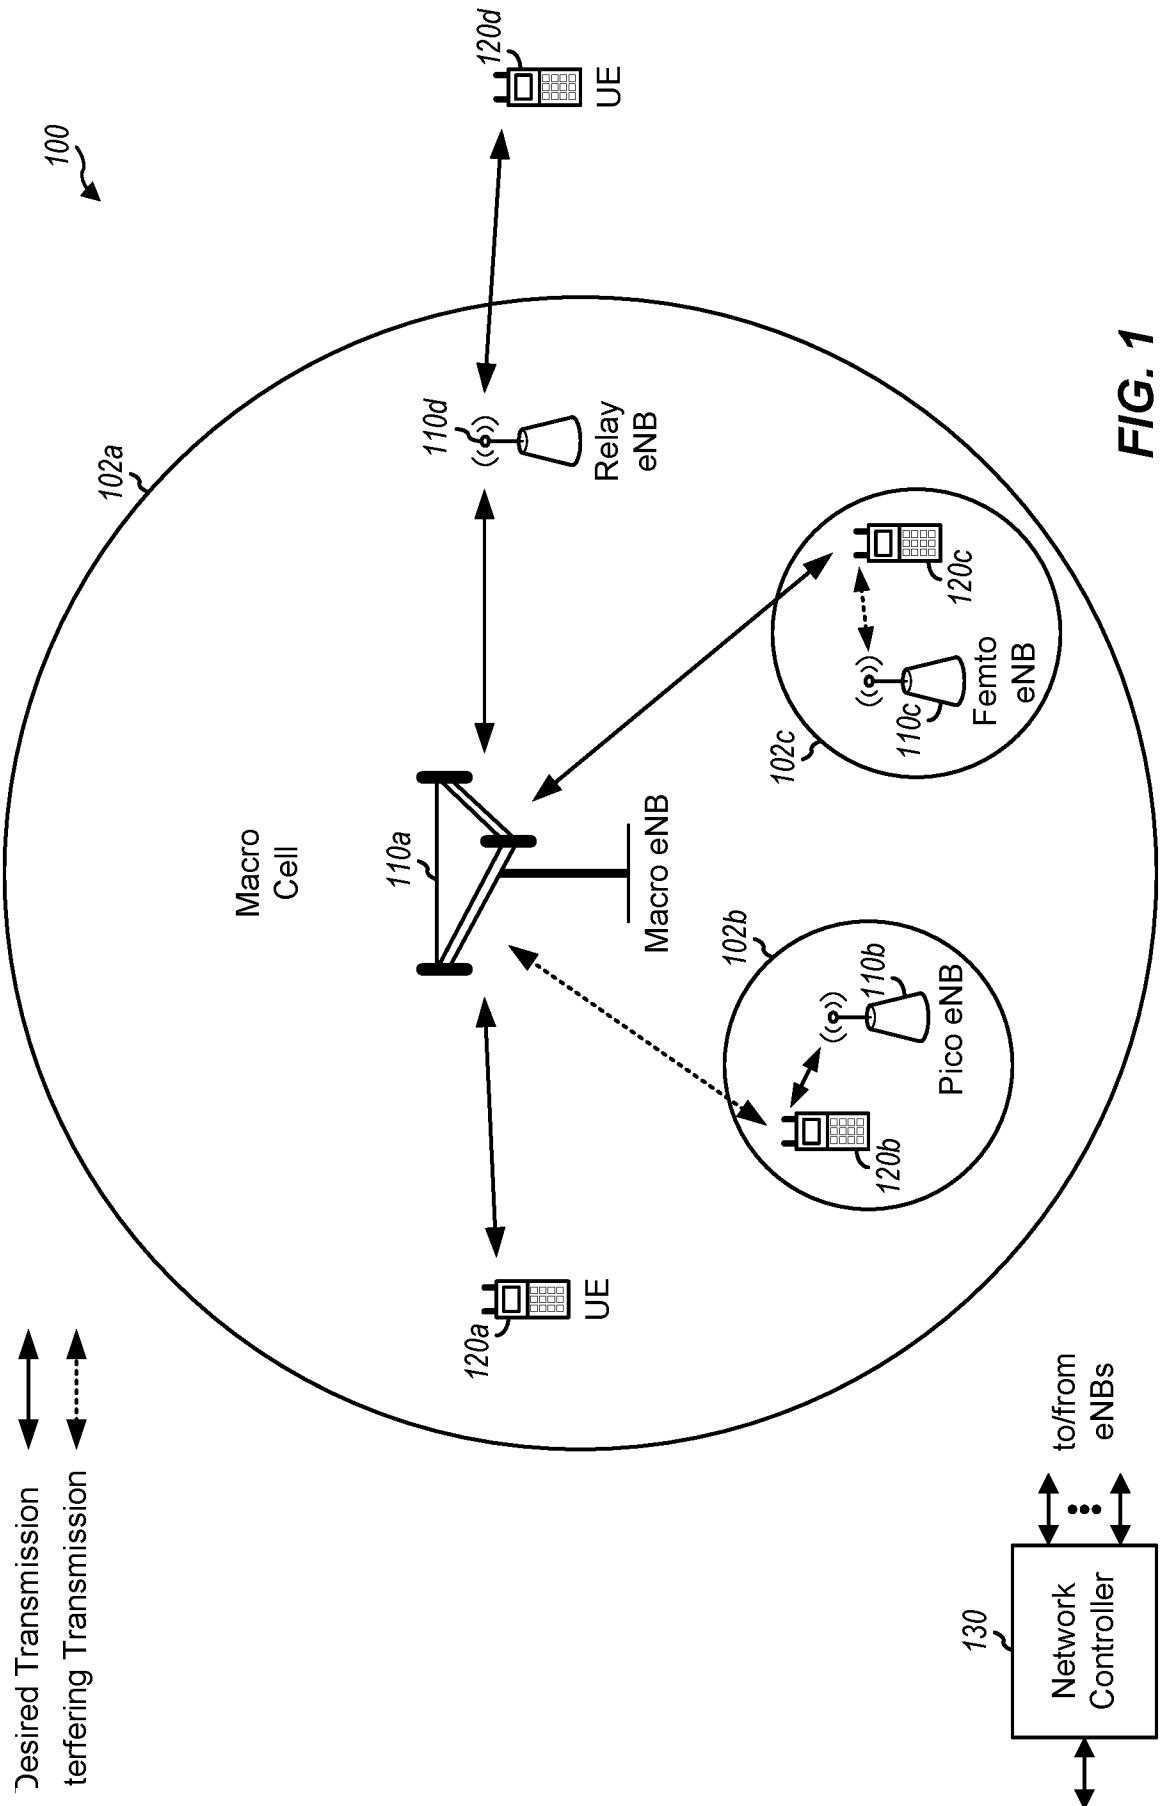 Desired Transmission
terfering Transmission
100
102a
Macro
Cell
110a
110d
120a
120d
UE
UE
Relay
eNB
Macro eNB
102b
102c
120b
110b
110c
120c
Pico eNB
Femto
eNB
130
Network
Controller
to/from
eNBs
FIG. 1